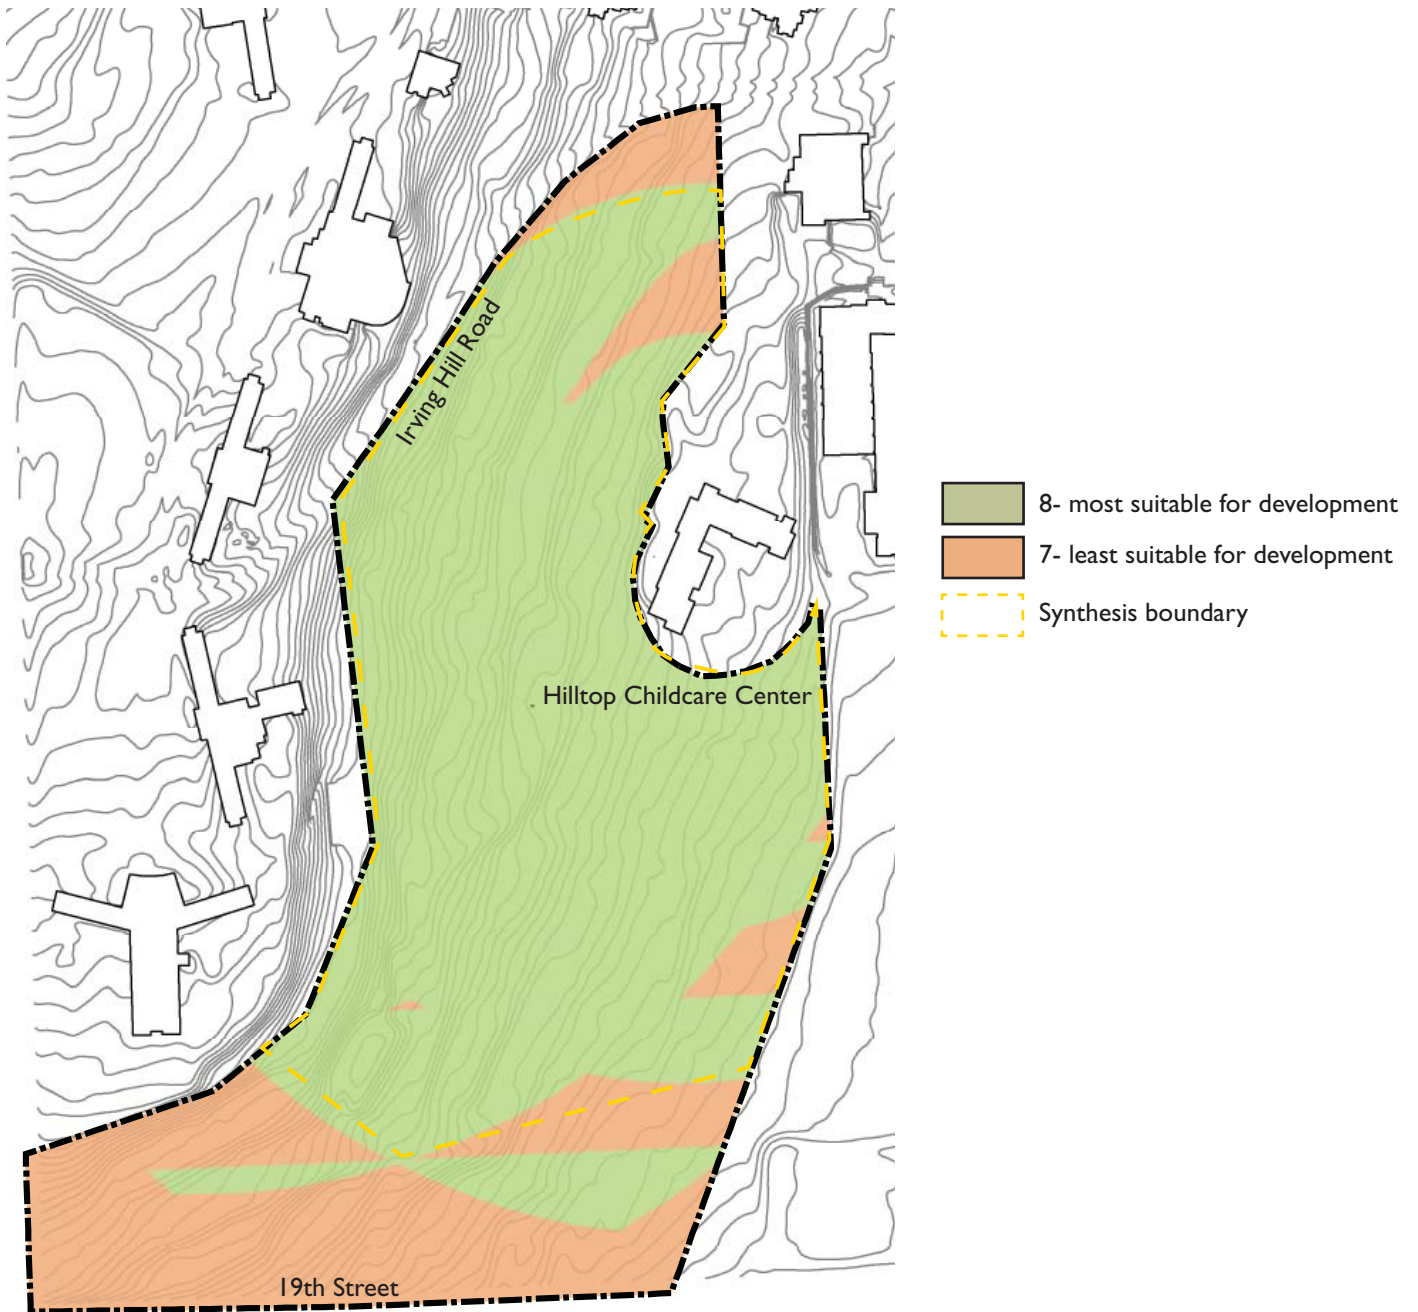 Irving Hill Road
8- most suitable for development
7- least suitable for development
Synthesis boundary
Hilltop Childcare Center
19th Street